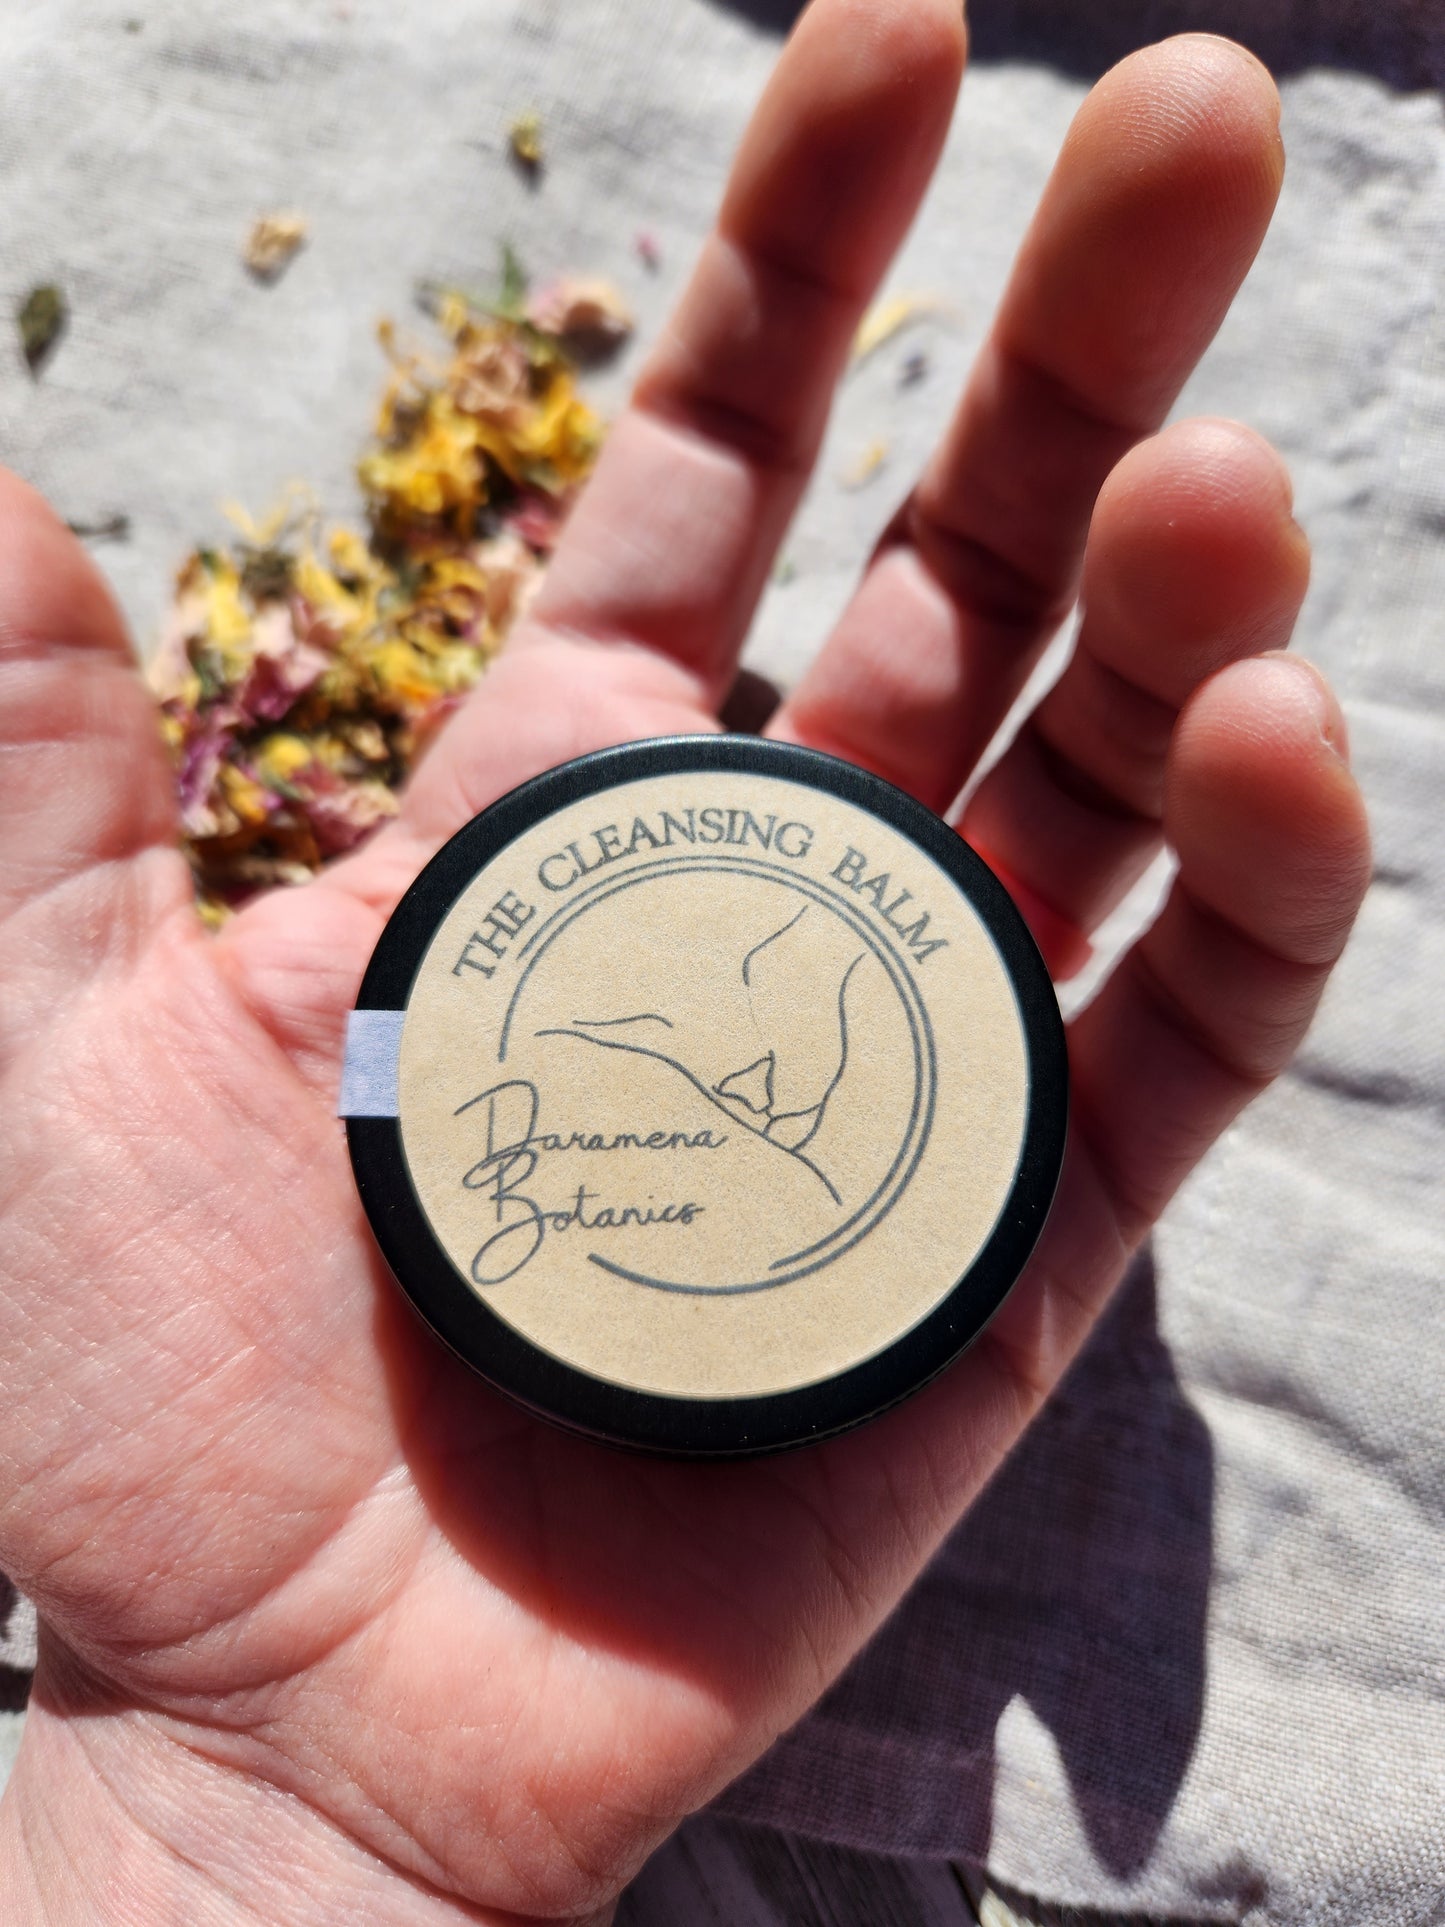 THE CLEANSING BALM
Daramena
Botanics